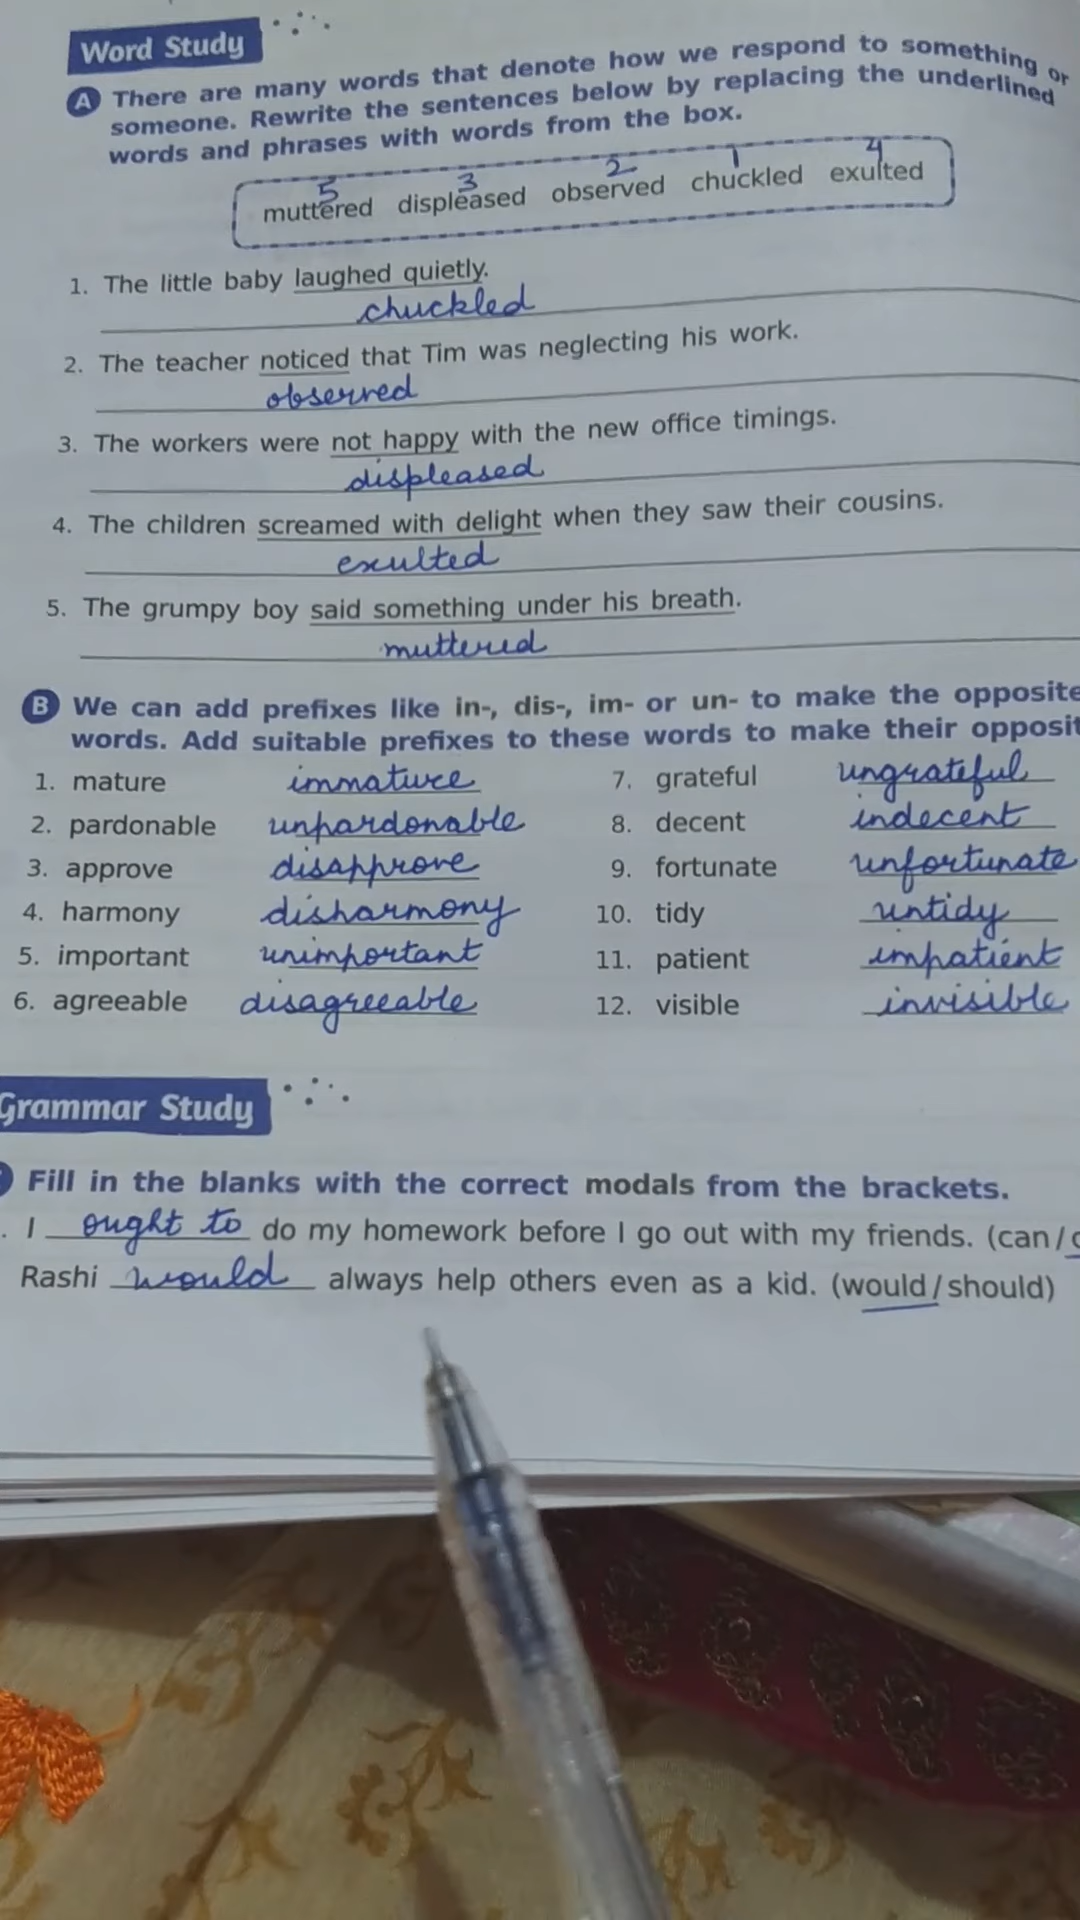 Word Study
A There are many words that denote how we respond to something or
someone. Rewrite the sentences below by replacing the underlined
words and phrases with words from the box.
5 3 2 1 4
muttered displeased observed chuckled exulted
1. The little baby laughed quietly.
chuckled
2. The teacher noticed that Tim was neglecting his work.
observed
3. The workers were not happy with the new office timings.
displeased
4. The children screamed with delight when they saw their cousins.
exulted
5. The grumpy boy said something under his breath.
muttered
B We can add prefixes like in-, dis-, im- or un- to make the opposite
words. Add suitable prefixes to these words to make their opposit
1. mature immature 7. grateful ungrateful
2. pardonable unpardonable 8. decent indecent
3. approve disapprove 9. fortunate unfortunate
4. harmony disharmony 10. tidy untidy
5. important unimportant 11. patient impatient
6. agreeable disagreeable 12. visible invisible
Grammar Study
Fill in the blanks with the correct modals from the brackets.
. I ought to do my homework before I go out with my friends. (can/
Rashi would always help others even as a kid. (would/should)